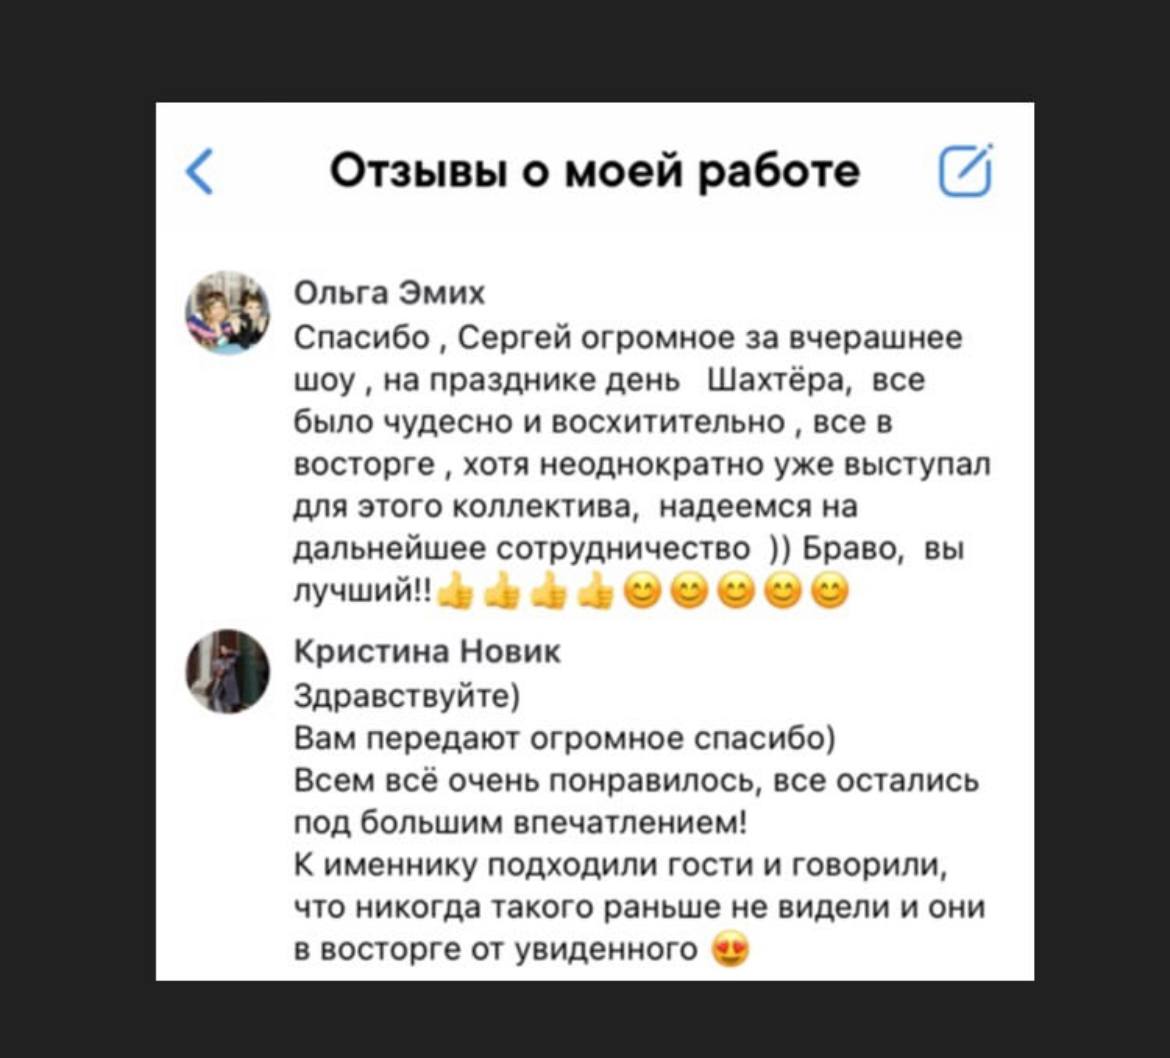 Отзывы о моей работе
Ольга Эмих
Спасибо , Сергей огромное за вчерашнее
шоу , на празднике день Шахтёра, все
было чудесно и восхитительно , все в
восторге , хотя неоднократно уже выступал
для этого коллектива, надеемся на
дальнейшее сотрудничество )) Браво, вы
лучший!!👍👍👍👍😊😊😊😊😊
Кристина Новик
Здравствуйте)
Вам передают огромное спасибо)
Всем всё очень понравилось, все остались
под большим впечатлением!
К именнику подходили гости и говорили,
что никогда такого раньше не видели и они
в восторге от увиденного 😍